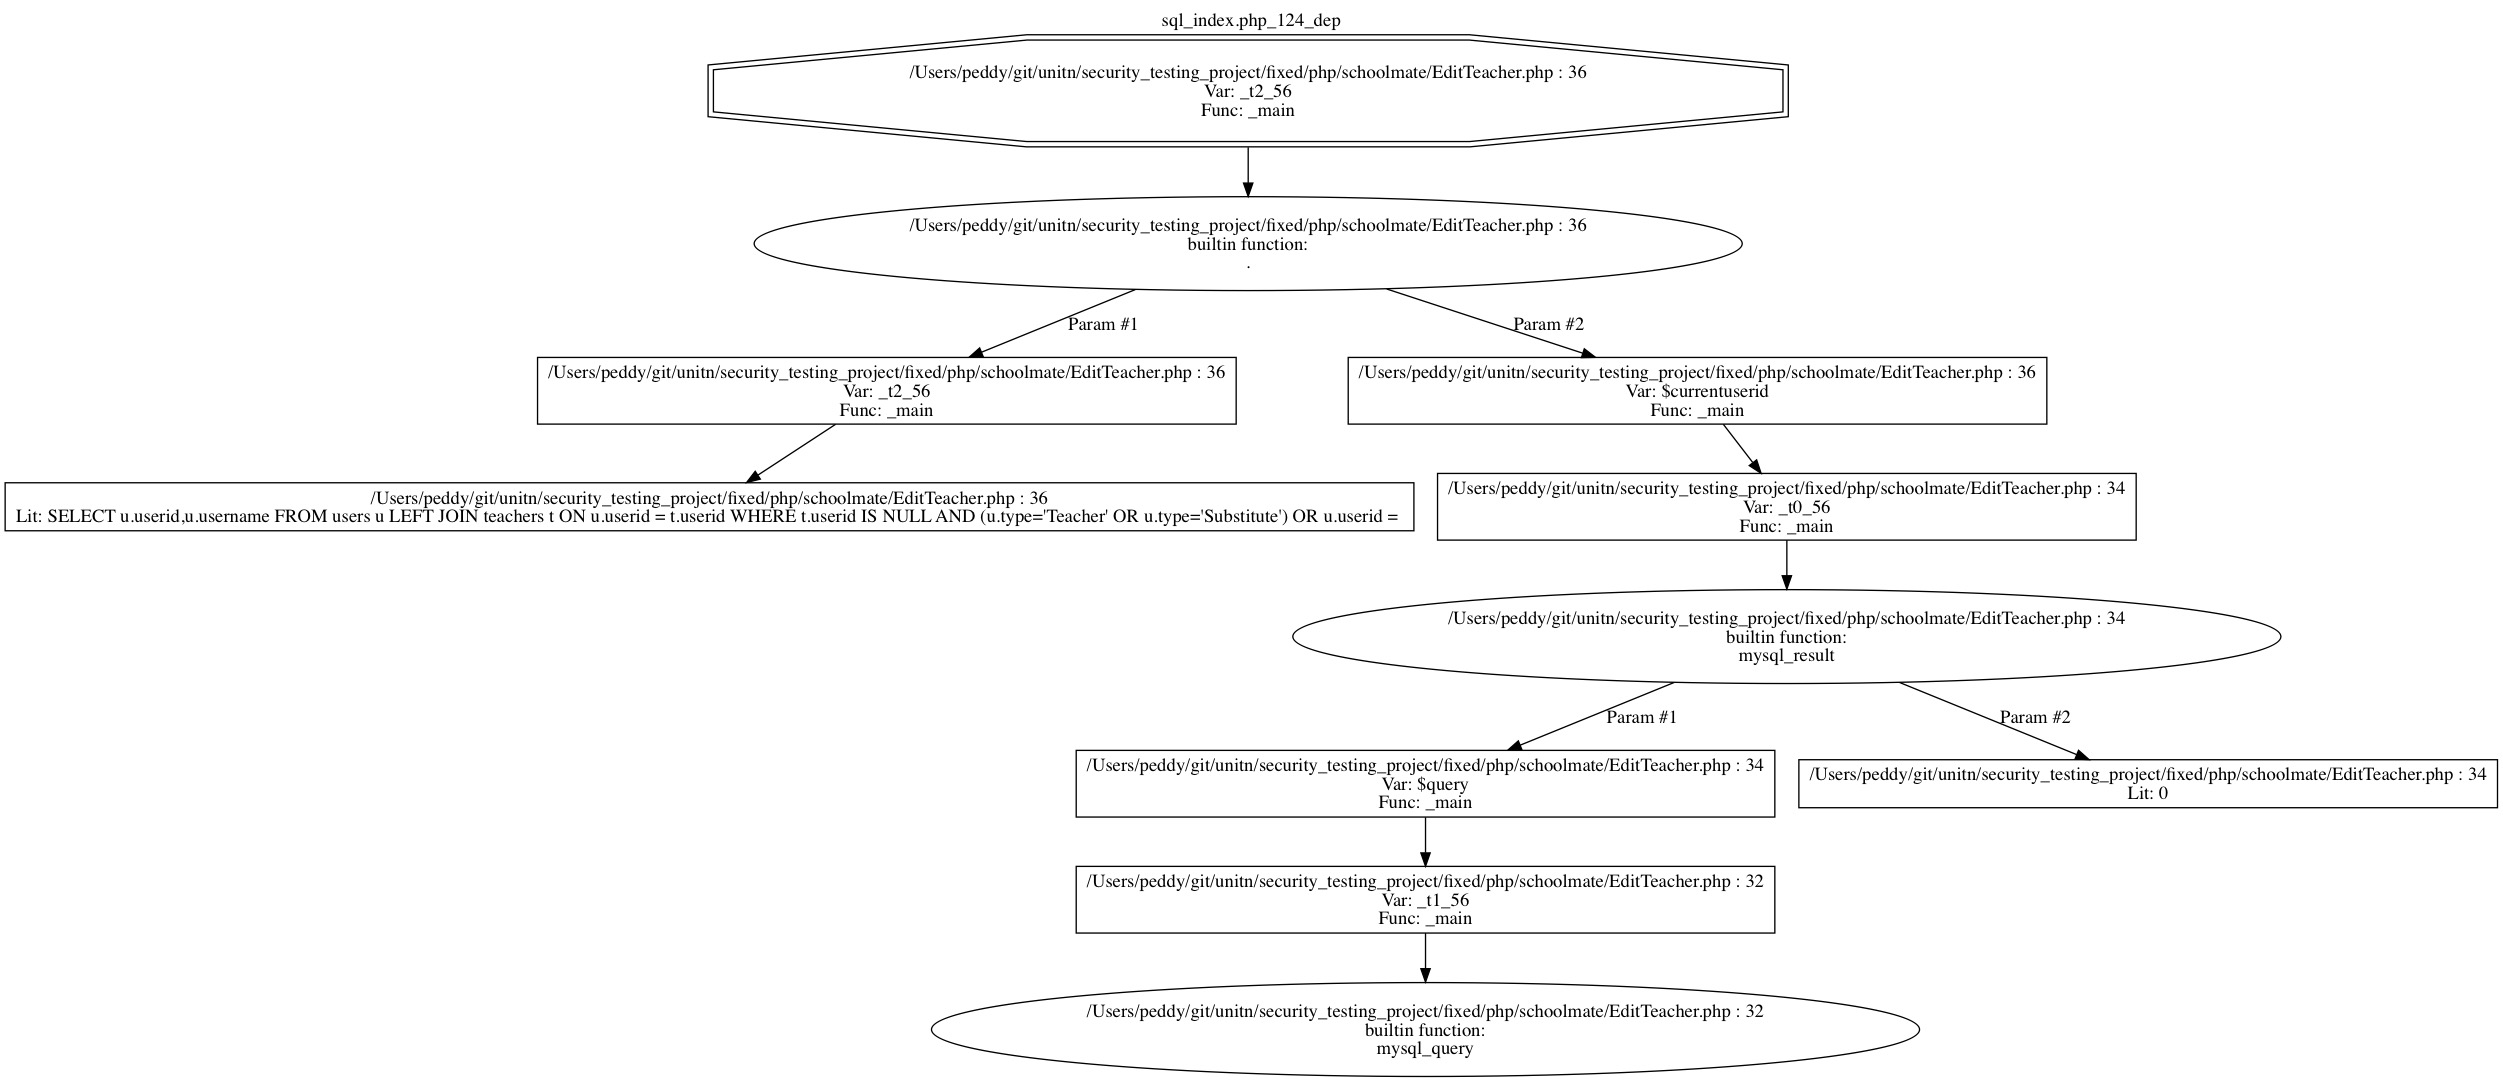 sql_index.php_124_dep
/Users/peddy/git/unitn/security_testing_project/fixed/php/schoolmate/EditTeacher.php : 36
Var: _t2_56
Func: _main
/Users/peddy/git/unitn/security_testing_project/fixed/php/schoolmate/EditTeacher.php : 36
builtin function:
.
Param #1
Param #2
/Users/peddy/git/unitn/security_testing_project/fixed/php/schoolmate/EditTeacher.php : 36
Var: _t2_56
Func: _main
/Users/peddy/git/unitn/security_testing_project/fixed/php/schoolmate/EditTeacher.php : 36
Var: $currentuserid
Func: _main
/Users/peddy/git/unitn/security_testing_project/fixed/php/schoolmate/EditTeacher.php : 36
Lit: SELECT u.userid,u.username FROM users u LEFT JOIN teachers t ON u.userid = t.userid WHERE t.userid IS NULL AND (u.type='Teacher' OR u.type='Substitute') OR u.userid =
/Users/peddy/git/unitn/security_testing_project/fixed/php/schoolmate/EditTeacher.php : 34
Var: _t0_56
Func: _main
/Users/peddy/git/unitn/security_testing_project/fixed/php/schoolmate/EditTeacher.php : 34
builtin function:
mysql_result
Param #1
Param #2
/Users/peddy/git/unitn/security_testing_project/fixed/php/schoolmate/EditTeacher.php : 34
Var: $query
Func: _main
/Users/peddy/git/unitn/security_testing_project/fixed/php/schoolmate/EditTeacher.php : 34
Lit: 0
/Users/peddy/git/unitn/security_testing_project/fixed/php/schoolmate/EditTeacher.php : 32
Var: _t1_56
Func: _main
/Users/peddy/git/unitn/security_testing_project/fixed/php/schoolmate/EditTeacher.php : 32
builtin function:
mysql_query